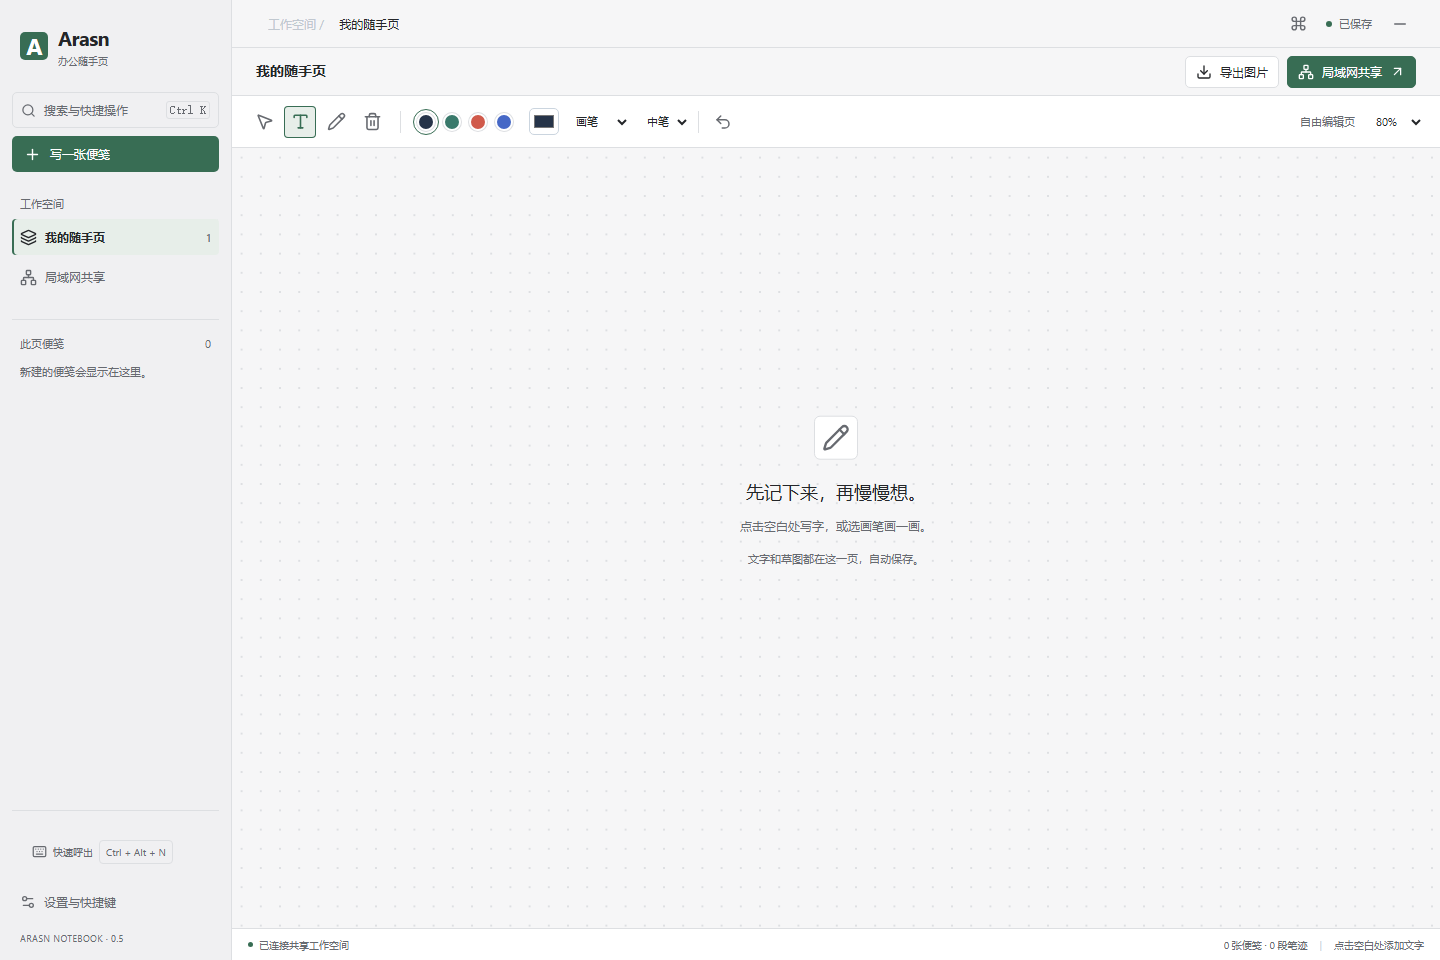 A Arasn
办公随手页
搜索与快捷操作 Ctrl K
写一张便笺
工作空间
我的随手页 1
局域网共享
此页便笺 0
新建的便笺会显示在这里。
快速呼出 Ctrl + Alt + N
设置与快捷键
ARASN NOTEBOOK · 0.5
工作空间 / 我的随手页
已保存
我的随手页
导出图片
局域网共享
T
画笔
中笔
自由编辑页
80%
先记下来，再慢慢想。
点击空白处写字，或选画笔画一画。
文字和草图都在这一页，自动保存。
已连接共享工作空间
0 张便笺 · 0 段笔迹 | 点击空白处添加文字